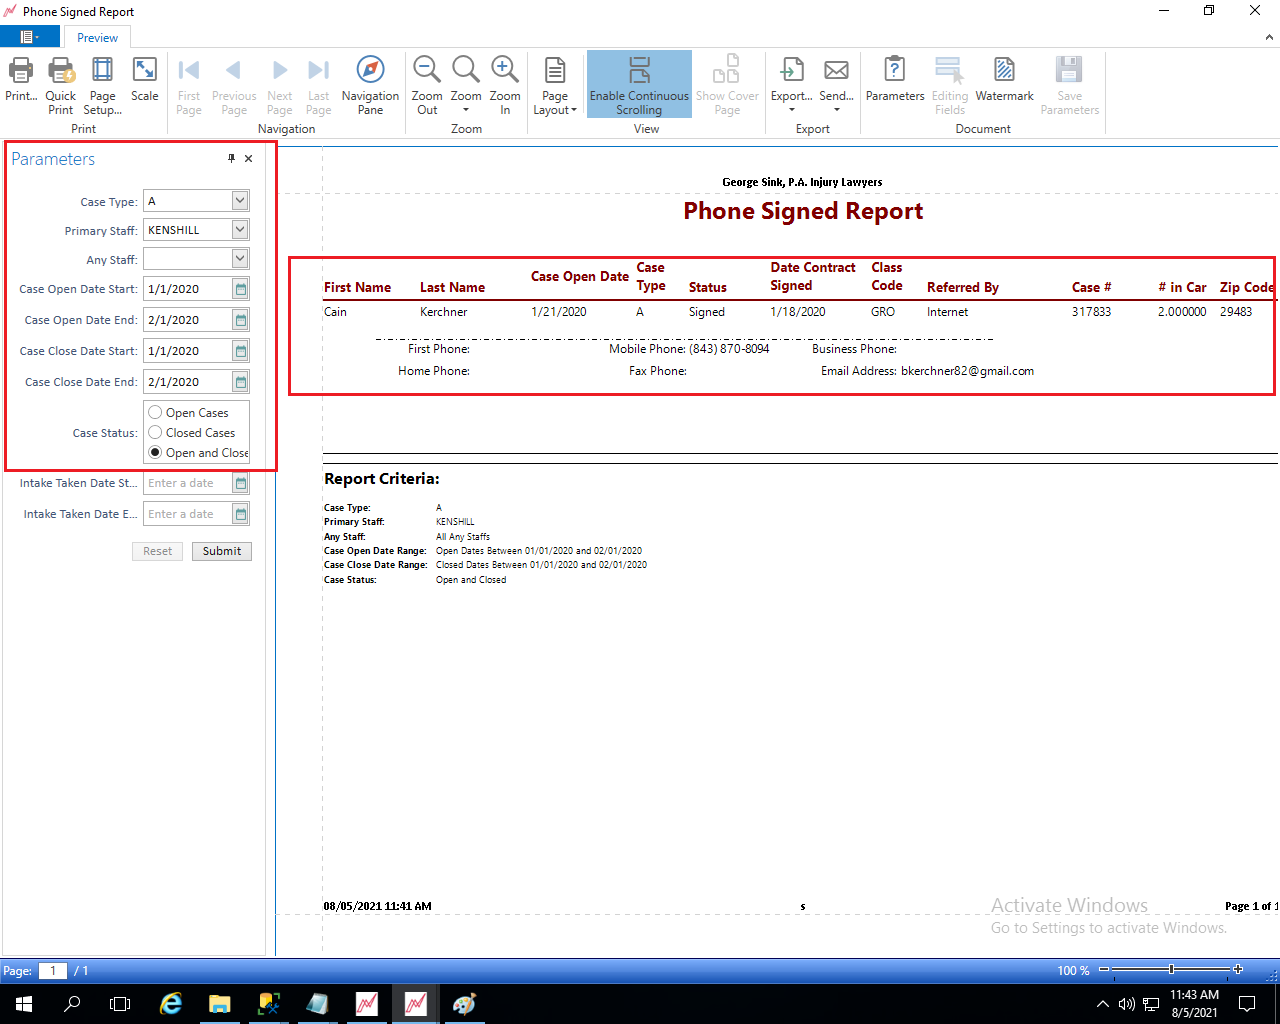 Phone Signed Report
Preview
Print... Quick Print Page Setup... Scale
Print
First Page Previous Page Next Page Last Page Navigation Pane
Navigation
Zoom Out Zoom Zoom In
Zoom
Page Layout Enable Continuous Scrolling Show Cover Page
View
Export... Send...
Export
Parameters Editing Fields Watermark Save Parameters
Document
Parameters
Case Type: A
Primary Staff: KENSHILL
Any Staff:
Case Open Date Start: 1/1/2020
Case Open Date End: 2/1/2020
Case Close Date Start: 1/1/2020
Case Close Date End: 2/1/2020
Open Cases
Case Status: Closed Cases
Open and Close
Intake Taken Date St... Enter a date
Intake Taken Date E... Enter a date
Reset Submit
George Sink, P.A. Injury Lawyers
Phone Signed Report
First Name Last Name Case Open Date Case Type Status Date Contract Signed Class Code Referred By Case # # in Car Zip Code
Cain Kerchner 1/21/2020 A Signed 1/18/2020 GRO Internet 317833 2.000000 29483
First Phone: Mobile Phone: (843) 870-8094 Business Phone:
Home Phone: Fax Phone: Email Address: bkerchner82@gmail.com
Report Criteria:
Case Type: A
Primary Staff: KENSHILL
Any Staff: All Any Staffs
Case Open Date Range: Open Dates Between 01/01/2020 and 02/01/2020
Case Close Date Range: Closed Dates Between 01/01/2020 and 02/01/2020
Case Status: Open and Closed
08/05/2021 11:41 AM s Page 1 of 1
Activate Windows
Go to Settings to activate Windows.
Page: 1 / 1 100 %
11:43 AM
8/5/2021